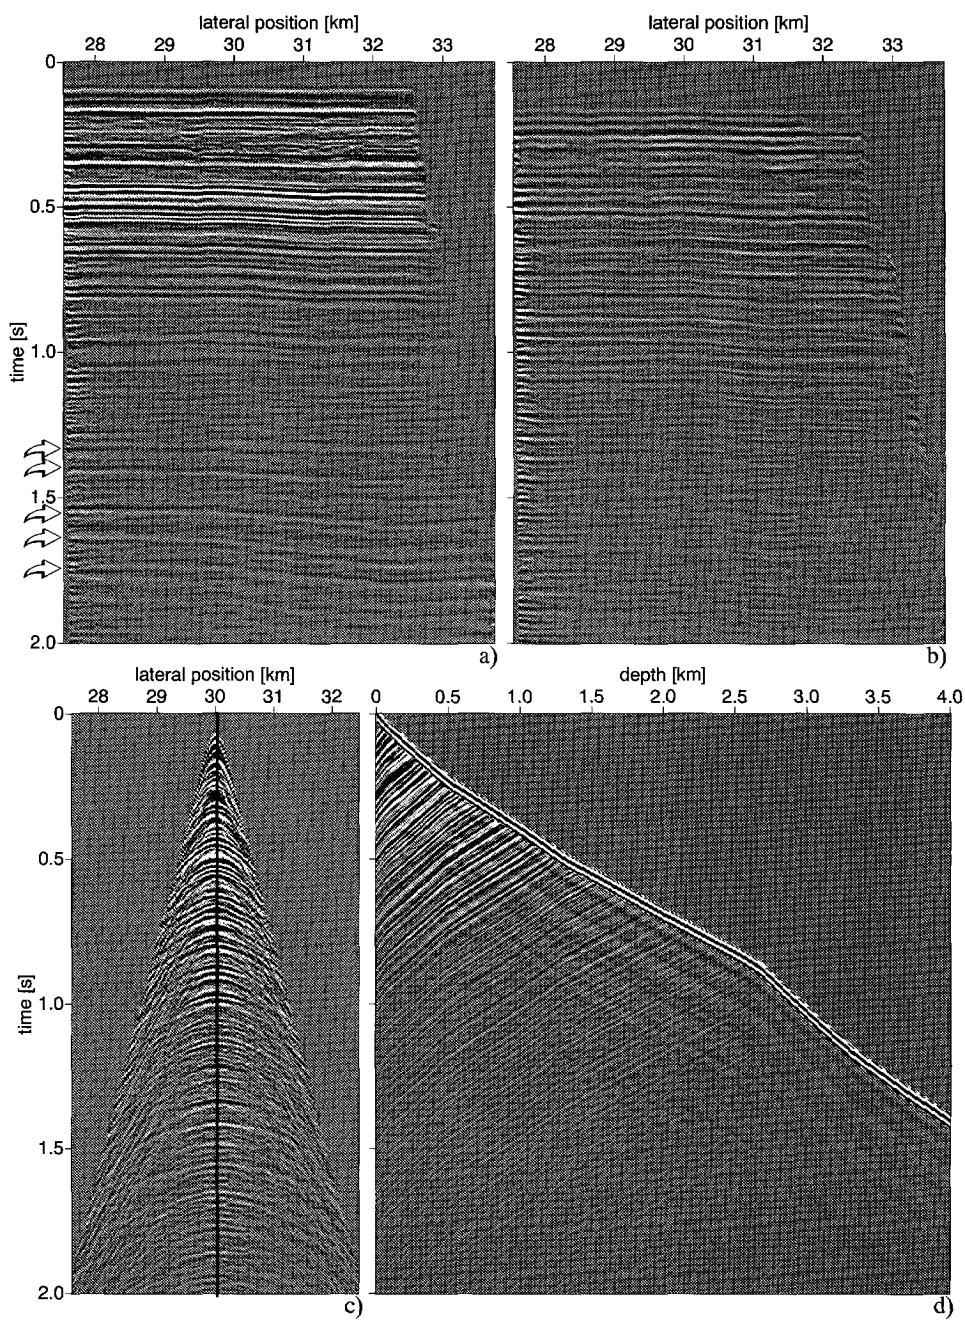 lateral position [km]
28 29 30 31 32 33
lateral position [km]
28 29 30 31 32 33
0
0.5
1.0
1.5
2.0
time [s]
a)
b)
lateral position [km]
28 29 30 31 32
depth [km]
0 0.5 1.0 1.5 2.0 2.5 3.0 3.5 4.0
0
0.5
1.0
1.5
2.0
time [s]
c)
d)